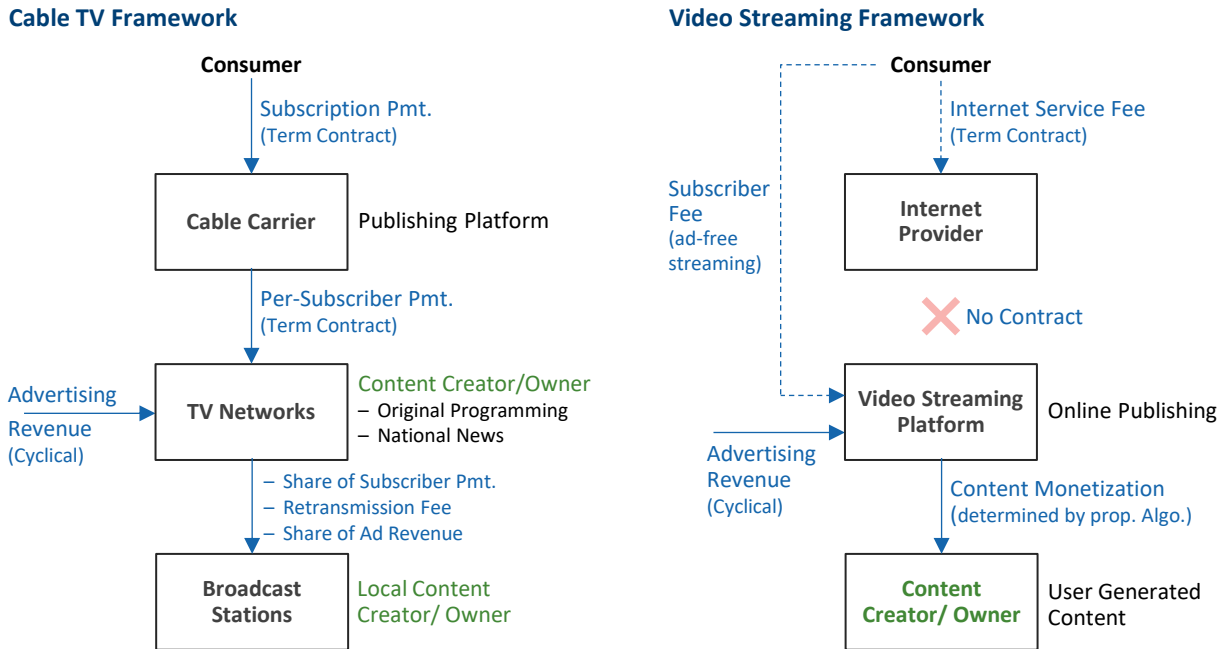 Cable TV Framework
Consumer
Subscription Pmt.
(Term Contract)
Cable Carrier
Publishing Platform
Per-Subscriber Pmt.
(Term Contract)
Advertising
Revenue
(Cyclical)
TV Networks
Content Creator/Owner
– Original Programming
– National News
– Share of Subscriber Pmt.
– Retransmission Fee
– Share of Ad Revenue
Broadcast
Stations
Local Content
Creator/ Owner
Video Streaming Framework
Consumer
Internet Service Fee
(Term Contract)
Subscriber
Fee
(ad-free
streaming)
Internet
Provider
No Contract
Video Streaming
Platform
Online Publishing
Advertising
Revenue
(Cyclical)
Content Monetization
(determined by prop. Algo.)
Content
Creator/ Owner
User Generated
Content